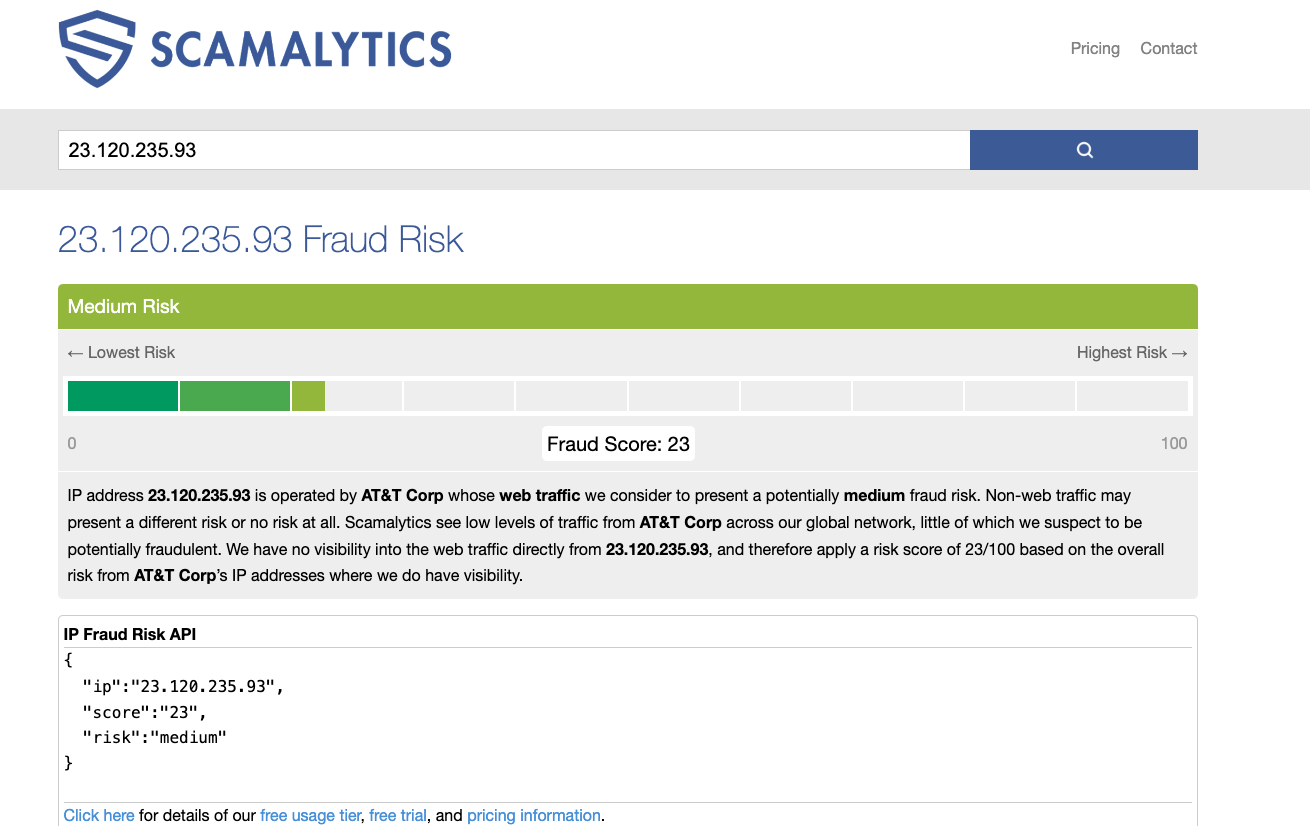 SCAMALYTICS
Pricing Contact
23.120.235.93
23.120.235.93 Fraud Risk
Medium Risk
← Lowest Risk Highest Risk →
0 Fraud Score: 23 100
IP address 23.120.235.93 is operated by AT&T Corp whose web traffic we consider to present a potentially medium fraud risk. Non-web traffic may
present a different risk or no risk at all. Scamalytics see low levels of traffic from AT&T Corp across our global network, little of which we suspect to be
potentially fraudulent. We have no visibility into the web traffic directly from 23.120.235.93, and therefore apply a risk score of 23/100 based on the overall
risk from AT&T Corp's IP addresses where we do have visibility.
IP Fraud Risk API
{
"ip":"23.120.235.93",
"score":"23",
"risk":"medium"
}
Click here for details of our free usage tier, free trial, and pricing information.